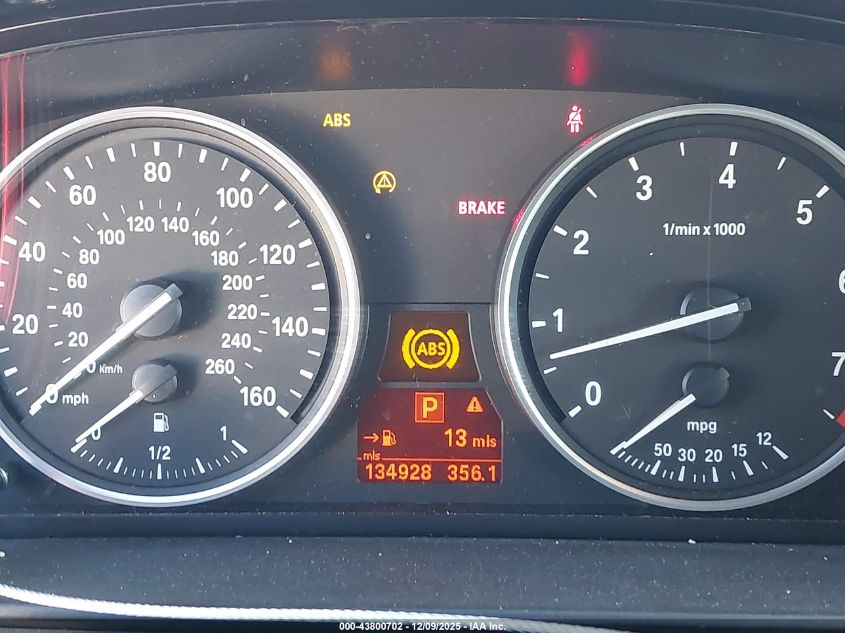 ABS
BRAKE
0 20 40 60 80 100 120 140 160
mph
0 20 40 60 80 100 120 140 160 180 200 220 240 260
Km/h
0 1/2 1
0 1 2 3 4 5 6 7
1/min x 1000
mpg
50 30 20 15 12
ABS
P
13 mls
mls
134928 356.1
000-43800702 - 12/09/2025 - IAA Inc.